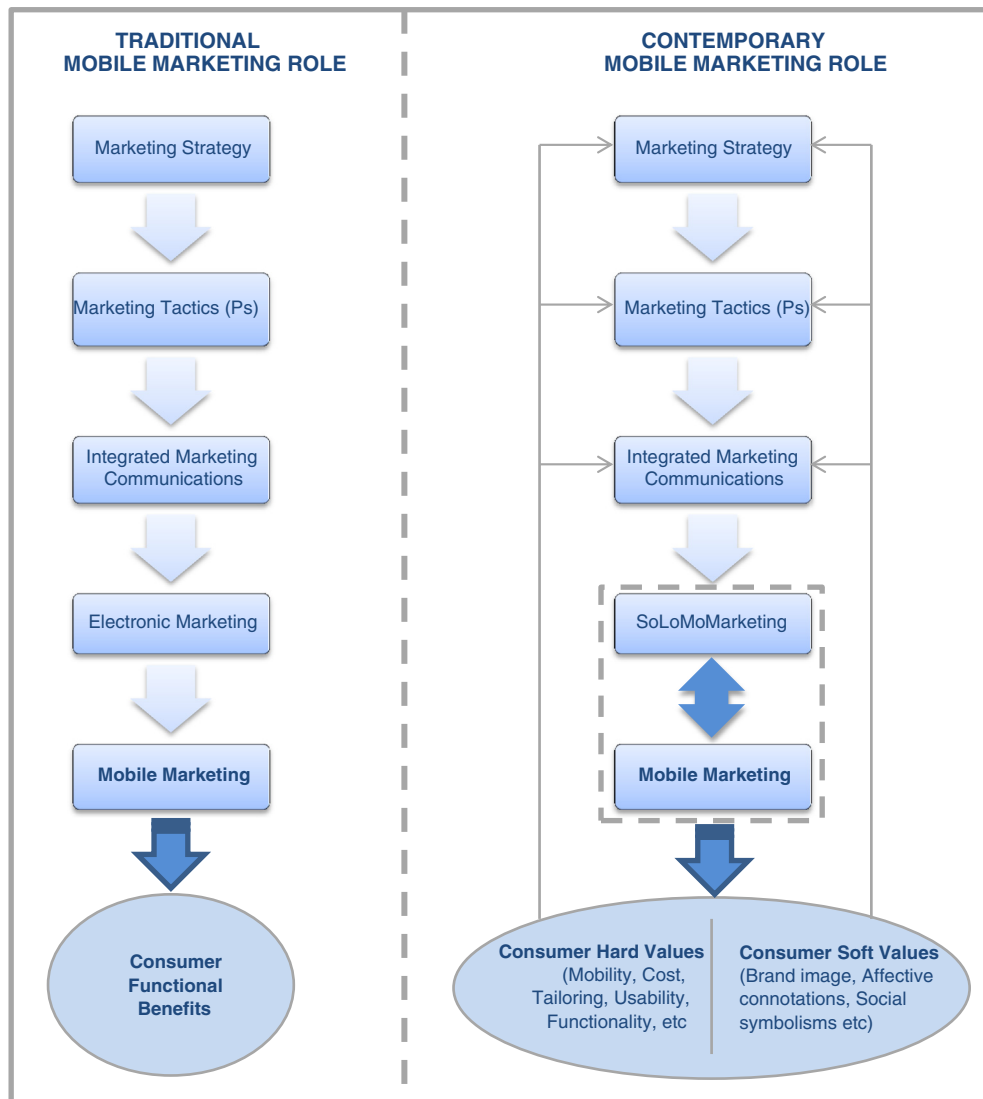 TRADITIONAL
MOBILE MARKETING ROLE
Marketing Strategy
Marketing Tactics (Ps)
Integrated Marketing
Communications
Electronic Marketing
Mobile Marketing
Consumer
Functional
Benefits
CONTEMPORARY
MOBILE MARKETING ROLE
Marketing Strategy
Marketing Tactics (Ps)
Integrated Marketing
Communications
SoLoMoMarketing
Mobile Marketing
Consumer Hard Values
(Mobility, Cost,
Tailoring, Usability,
Functionality, etc
Consumer Soft Values
(Brand image, Affective
connotations, Social
symbolisms etc)